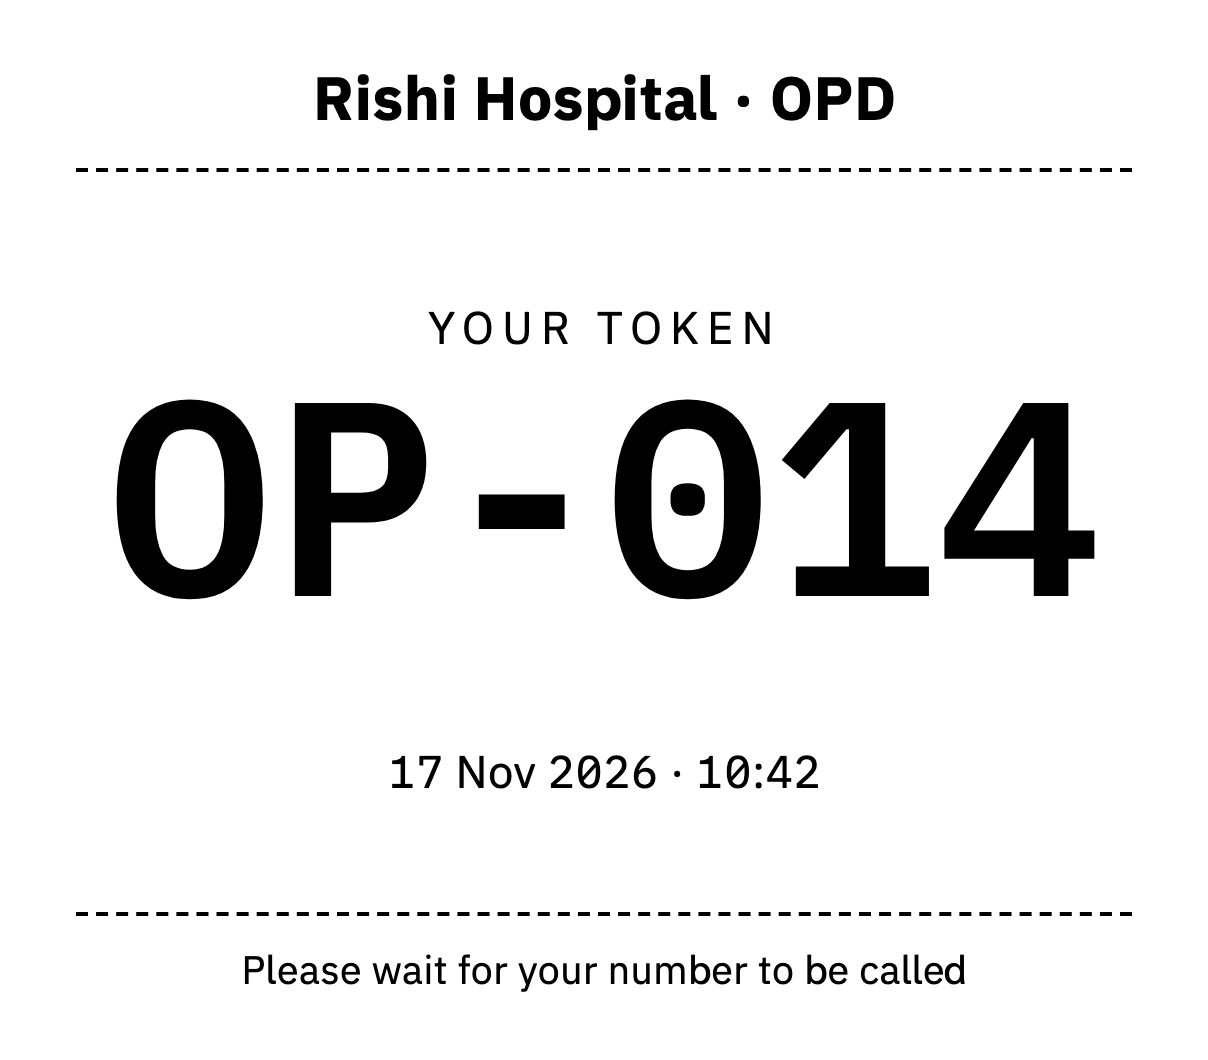 Rishi Hospital · OPD
YOUR TOKEN
OP-014
17 Nov 2026 · 10:42
Please wait for your number to be called